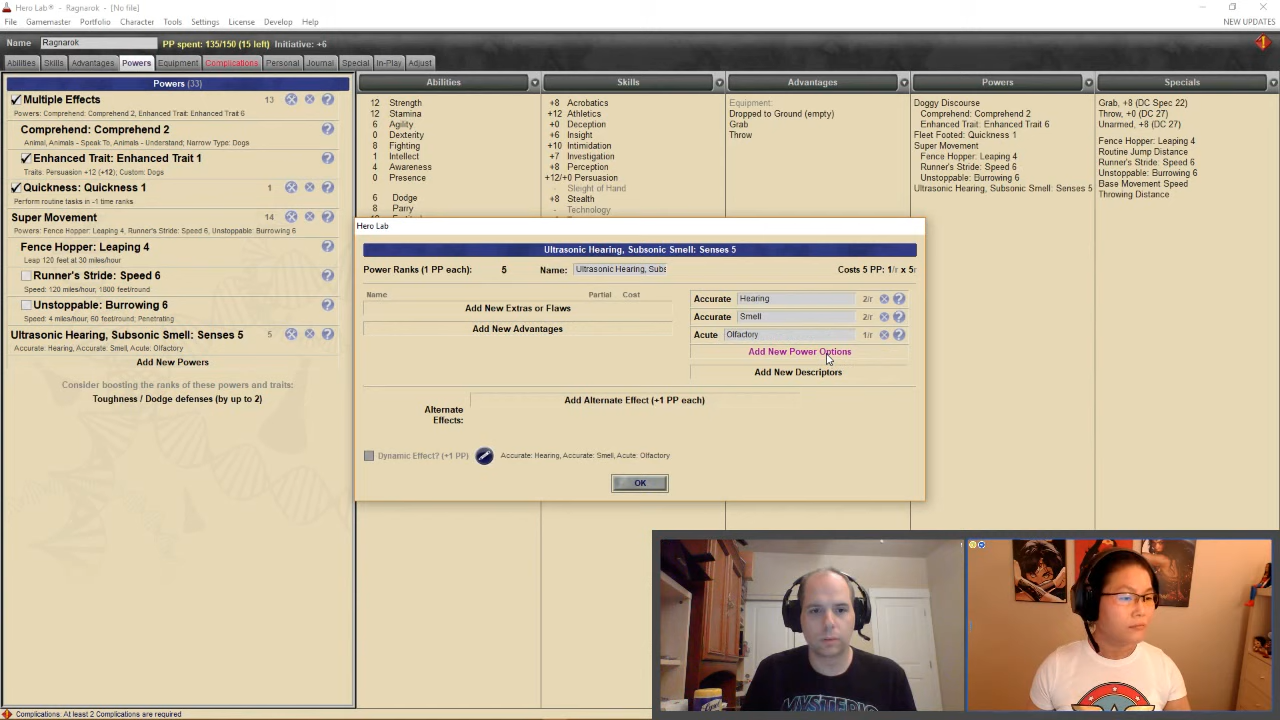 Hero Lab® - Ragnarok - [No file]
File Gamemaster Portfolio Character Tools Settings License Develop Help
NEW UPDATES
Name Ragnarok PP spent: 135/150 (15 left) Initiative: +6
Abilities Skills Advantages Powers Equipment Complications Personal Journal Special In-Play Adjust
Powers (33)
Multiple Effects 13
Powers: Comprehend: Comprehend 2, Enhanced Trait: Enhanced Trait 6
Comprehend: Comprehend 2
Animal, Animals - Speak To, Animals - Understand; Narrow Type: Dogs
Enhanced Trait: Enhanced Trait 1
Traits: Persuasion +12 (+12); Custom: Dogs
Quickness: Quickness 1 1
Perform routine tasks in -1 time ranks
Super Movement 14
Powers: Fence Hopper: Leaping 4, Runner's Stride: Speed 6, Unstoppable: Burrowing 6
Fence Hopper: Leaping 4
Leap 120 feet at 30 miles/hour
Runner's Stride: Speed 6
Speed: 120 miles/hour, 1800 feet/round
Unstoppable: Burrowing 6
Speed: 4 miles/hour, 60 feet/round; Penetrating
Ultrasonic Hearing, Subsonic Smell: Senses 5 5
Accurate: Hearing, Accurate: Smell, Acute: Olfactory
Add New Powers
Consider boosting the ranks of these powers and traits:
Toughness / Dodge defenses (by up to 2)
Abilities
12 Strength
12 Stamina
6 Agility
0 Dexterity
8 Fighting
1 Intellect
4 Awareness
0 Presence
6 Dodge
8 Parry
Skills
+8 Acrobatics
+12 Athletics
+0 Deception
+6 Insight
+10 Intimidation
+7 Investigation
+8 Perception
+12/+0 Persuasion
- Sleight of Hand
+8 Stealth
- Technology
Advantages
Equipment:
Dropped to Ground (empty)
Grab
Throw
Powers
Doggy Discourse
Comprehend: Comprehend 2
Enhanced Trait: Enhanced Trait 6
Fleet Footed: Quickness 1
Super Movement
Fence Hopper: Leaping 4
Runner's Stride: Speed 6
Unstoppable: Burrowing 6
Ultrasonic Hearing, Subsonic Smell: Senses 5
Specials
Grab, +8 (DC Spec 22)
Throw, +0 (DC 27)
Unarmed, +8 (DC 27)
Fence Hopper: Leaping 4
Routine Jump Distance
Runner's Stride: Speed 6
Unstoppable: Burrowing 6
Base Movement Speed
Throwing Distance
Hero Lab
Ultrasonic Hearing, Subsonic Smell: Senses 5
Power Ranks (1 PP each): 5 Name: Ultrasonic Hearing, Subs Costs 5 PP: 1/r x 5r
Name Partial Cost
Add New Extras or Flaws
Add New Advantages
Accurate Hearing 2/r
Accurate Smell 2/r
Acute Olfactory 1/r
Add New Power Options
Add New Descriptors
Add Alternate Effect (+1 PP each)
Alternate
Effects:
Dynamic Effect? (+1 PP) Accurate: Hearing, Accurate: Smell, Acute: Olfactory
OK
Complications: At least 2 Complications are required